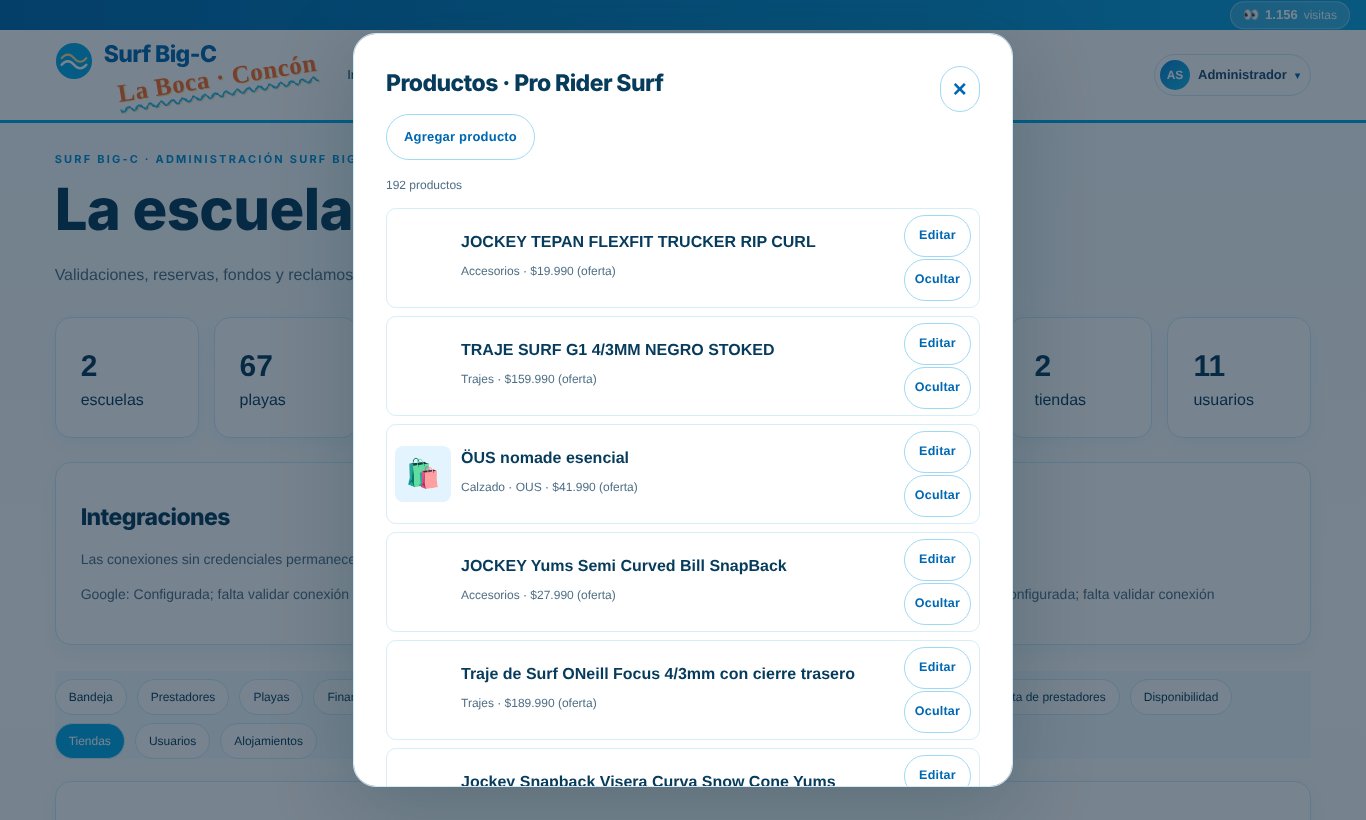 1.156 visitas
Surf Big-C
La Boca · Concón
AS Administrador
SURF BIG-C · ADMINISTRACIÓN SURF BIG
La escuela
Validaciones, reservas, fondos y reclamos
2
escuelas
67
playas
2
tiendas
11
usuarios
Integraciones
Las conexiones sin credenciales permanece
Google: Configurada; falta validar conexión
onfigurada; falta validar conexión
Bandeja Prestadores Playas Finan
ta de prestadores Disponibilidad
Tiendas Usuarios Alojamientos
Productos · Pro Rider Surf
Agregar producto
192 productos
JOCKEY TEPAN FLEXFIT TRUCKER RIP CURL
Accesorios · $19.990 (oferta)
Editar
Ocultar
TRAJE SURF G1 4/3MM NEGRO STOKED
Trajes · $159.990 (oferta)
Editar
Ocultar
ÖUS nomade esencial
Calzado · OUS · $41.990 (oferta)
Editar
Ocultar
JOCKEY Yums Semi Curved Bill SnapBack
Accesorios · $27.990 (oferta)
Editar
Ocultar
Traje de Surf ONeill Focus 4/3mm con cierre trasero
Trajes · $189.990 (oferta)
Editar
Ocultar
Jockey Snapback Visera Curva Snow Cone Yums
Editar